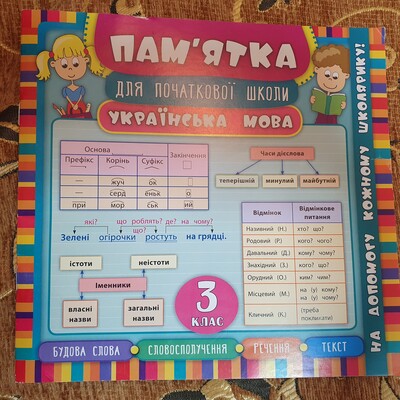 ПАМ'ЯТКА
ДЛЯ ПОЧАТКОВОЇ ШКОЛИ
УКРАЇНСЬКА МОВА
НА ДОПОМОГУ КОЖНОМУ ШКОЛЯРИКУ!
Основа
Префікс Корінь Суфікс Закінчення
— жуч ок
— серд еньк о
при мор ськ ий
Часи дієслова
теперішній минулий майбутній
які? що роблять? де? на чому?
що?
Зелені огірочки ростуть на грядці.
істоти неістоти
Іменники
власні назви
загальні назви
Відмінок Відмінкове питання
Називний (Н.) хто? що?
Родовий (Р.) кого? чого?
Давальний (Д.) кому? чому?
Знахідний (З.) кого? що?
Орудний (О.) ким? чим?
Місцевий (М.) на (у) кому? на (у) чому?
Кличний (К.) (треба покликати)
3
КЛАС
БУДОВА СЛОВА СЛОВОСПОЛУЧЕННЯ РЕЧЕННЯ ТЕКСТ